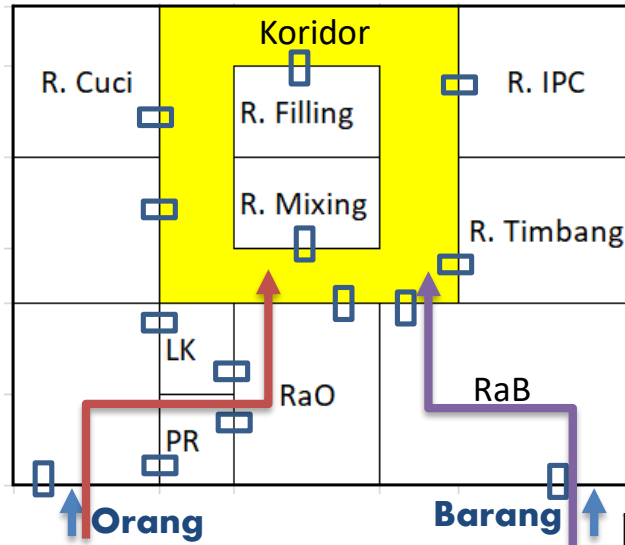 Koridor
R. Cuci
R. IPC
R. Filling
R. Mixing
R. Timbang
LK
RaO
RaB
PR
Orang
Barang